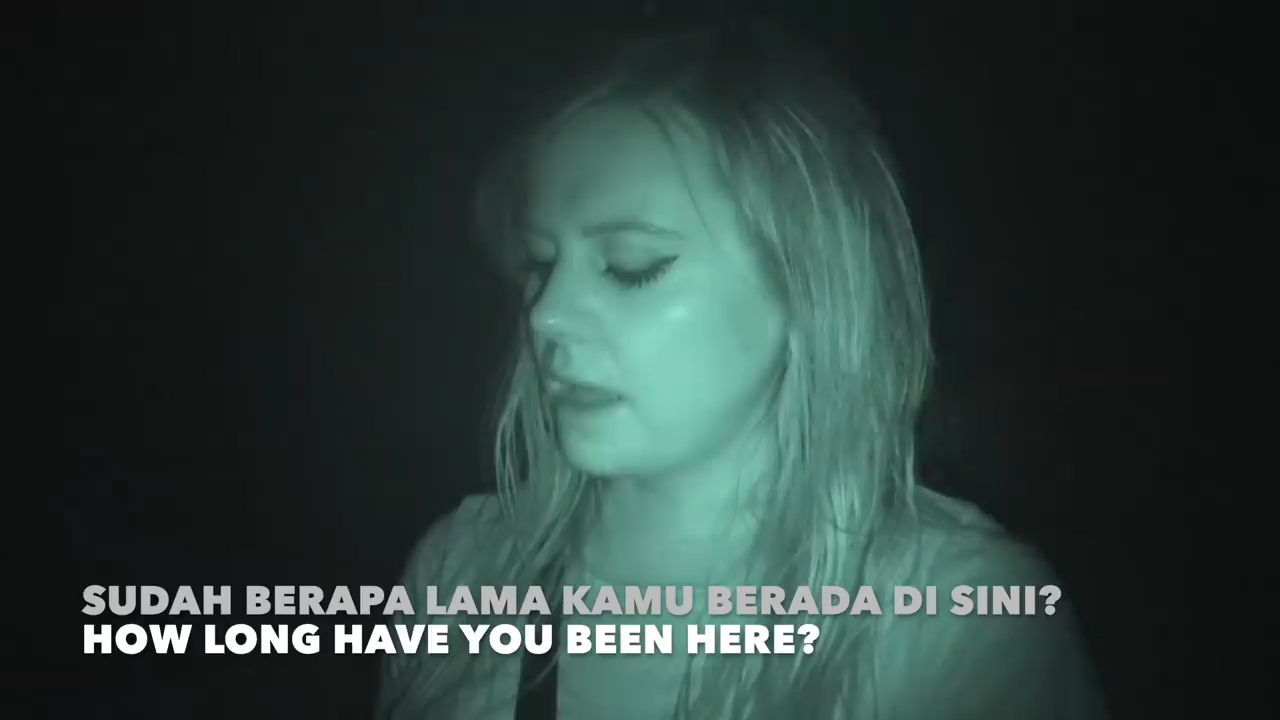 SUDAH BERAPA LAMA KAMU BERADA DI SINI?
HOW LONG HAVE YOU BEEN HERE?